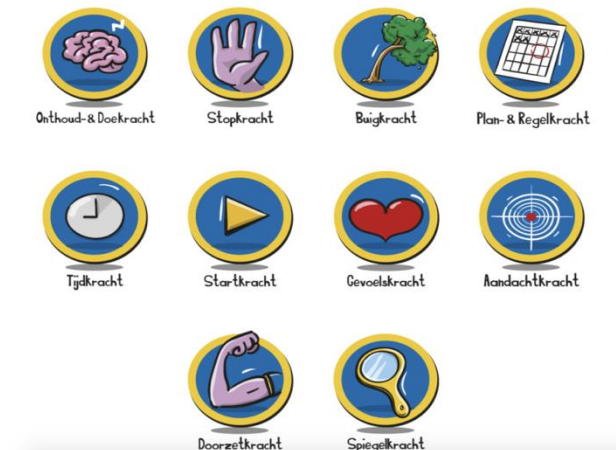 Onthoud-& Doekracht
Stopkracht
Buigkracht
Plan-& Regelkracht
Tijdkracht
Startkracht
Gevoelskracht
Aandachtkracht
Doorzetkracht
Spiegelkracht